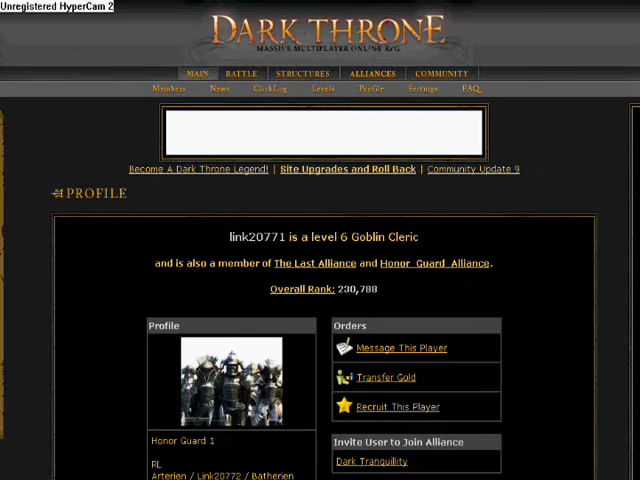 Unregistered HyperCam 2
DARK THRONE
MASSIVE MULTIPLAYER ONLINE RPG
MAIN BATTLE STRUCTURES ALLIANCES COMMUNITY
Members News ClickLog Levels Profile Settings FAQ
Become A Dark Throne Legend! | Site Upgrades and Roll Back | Community Update 9
PROFILE
link20771 is a level 6 Goblin Cleric
and is also a member of The Last Alliance and Honor_Guard_Alliance.
Overall Rank: 230,788
Profile
Orders
Message This Player
Transfer Gold
Recruit This Player
Honor Guard 1
Invite User to Join Alliance
RL
Dark Tranquillity
Arterien / Link20772 / Batherien